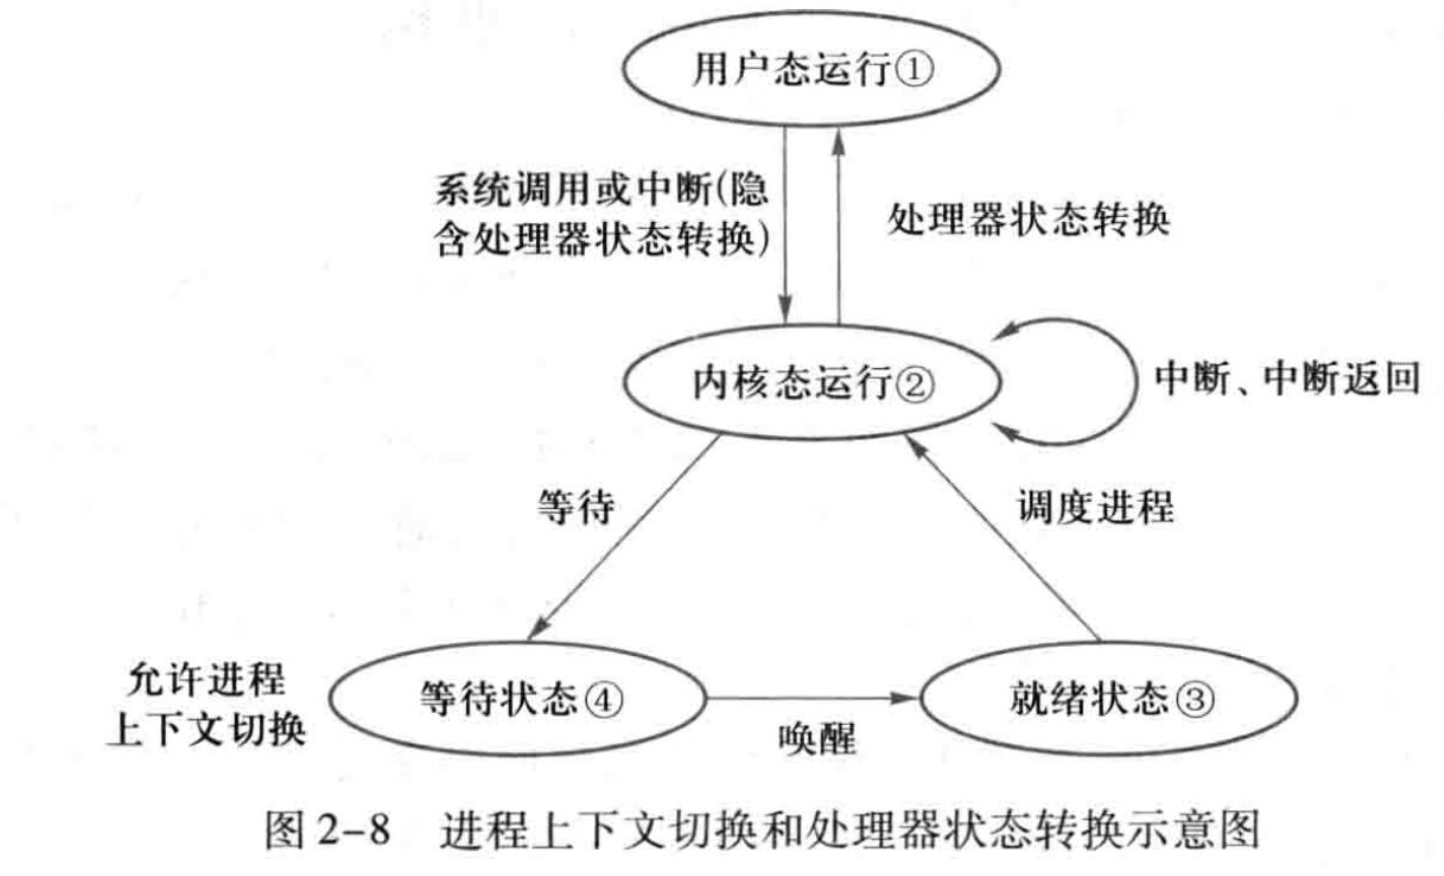 用户态运行①
系统调用或中断(隐
含处理器状态转换)
处理器状态转换
内核态运行②
中断、中断返回
等待
调度进程
允许进程
上下文切换
等待状态④
唤醒
就绪状态③
图2-8 进程上下文切换和处理器状态转换示意图